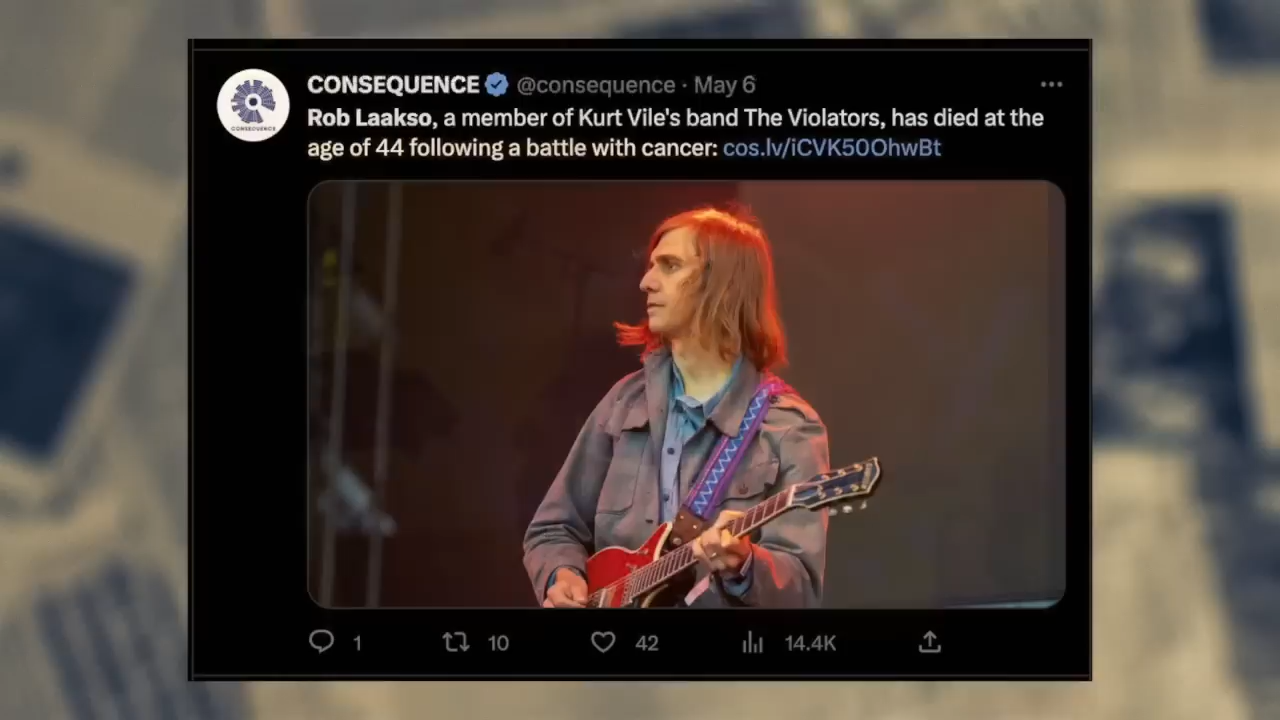 CONSEQUENCE @consequence · May 6
Rob Laakso, a member of Kurt Vile's band The Violators, has died at the
age of 44 following a battle with cancer: cos.lv/iCVK50OhwBt
CONSEQUENCE
1 10 42 14.4K